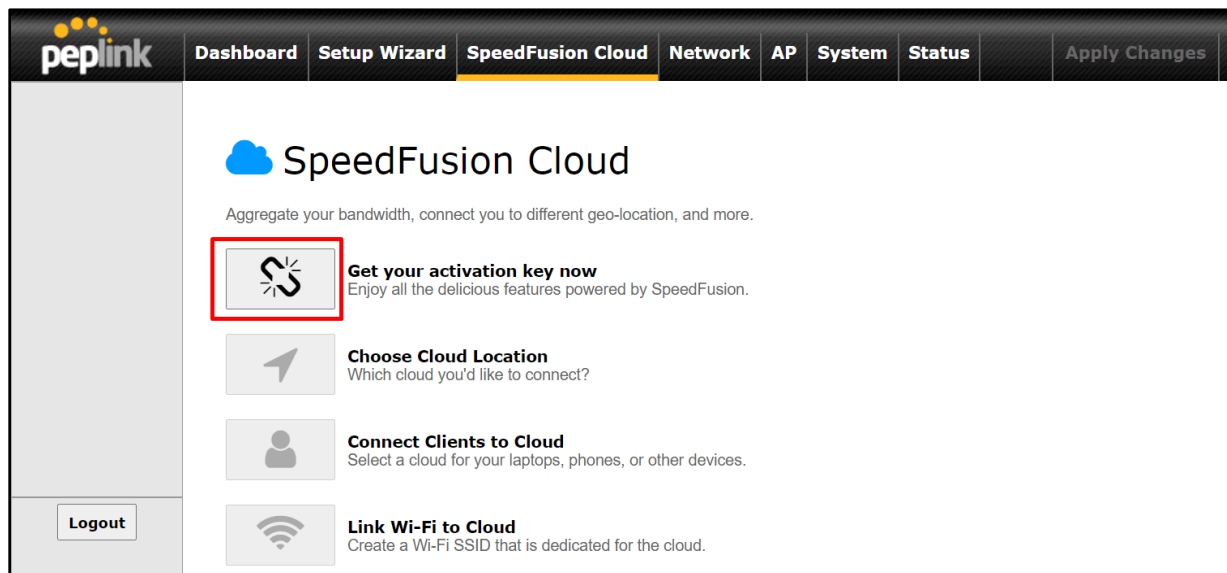 peplink
Dashboard Setup Wizard SpeedFusion Cloud Network AP System Status Apply Changes
SpeedFusion Cloud
Aggregate your bandwidth, connect you to different geo-location, and more.
Get your activation key now
Enjoy all the delicious features powered by SpeedFusion.
Choose Cloud Location
Which cloud you'd like to connect?
Connect Clients to Cloud
Select a cloud for your laptops, phones, or other devices.
Logout
Link Wi-Fi to Cloud
Create a Wi-Fi SSID that is dedicated for the cloud.